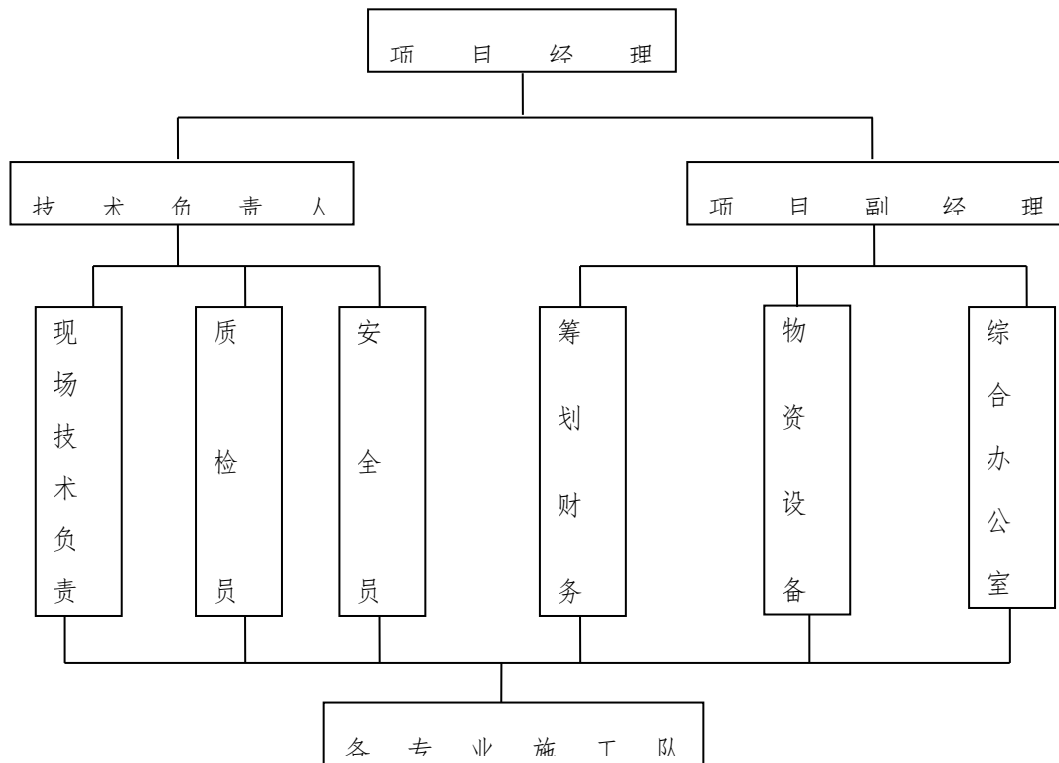 项目经理
技术负责人
项目副经理
现场技术负责
质检员
安全员
筹划财务
物资设备
综合办公室
各专业施工队